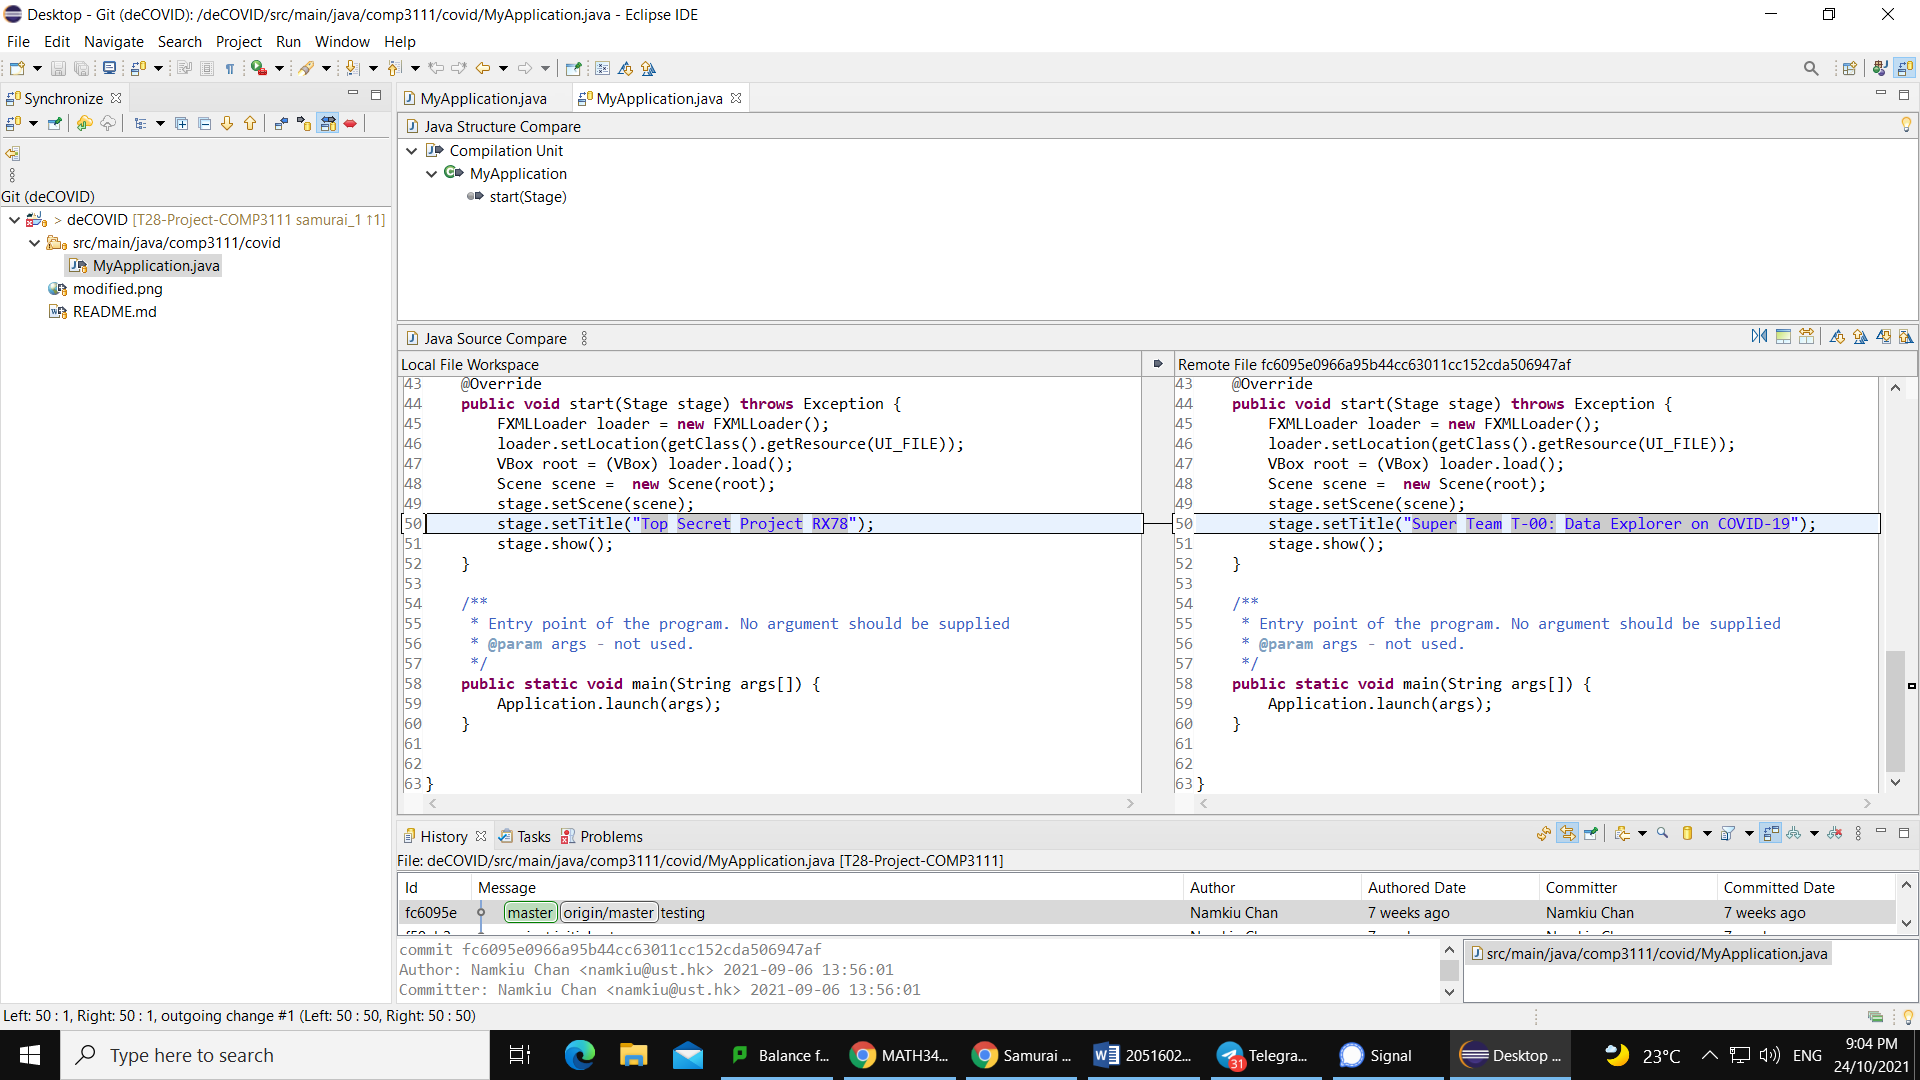 Desktop - Git (deCOVID): /deCOVID/src/main/java/comp3111/covid/MyApplication.java - Eclipse IDE
File Edit Navigate Search Project Run Window Help
Synchronize
Git (deCOVID)
> deCOVID [T28-Project-COMP3111 samurai_1 ↑1]
src/main/java/comp3111/covid
MyApplication.java
modified.png
README.md
MyApplication.java MyApplication.java
Java Structure Compare
Compilation Unit
MyApplication
start(Stage)
Java Source Compare
Local File Workspace
43 @Override
44 public void start(Stage stage) throws Exception {
45 FXMLLoader loader = new FXMLLoader();
46 loader.setLocation(getClass().getResource(UI_FILE));
47 VBox root = (VBox) loader.load();
48 Scene scene =  new Scene(root);
49 stage.setScene(scene);
50 stage.setTitle("Top Secret Project RX78");
51 stage.show();
52 }
53
54 /**
55 * Entry point of the program. No argument should be supplied
56 * @param args - not used.
57 */
58 public static void main(String args[]) {
59 Application.launch(args);
60 }
61
62
63 }
Remote File fc6095e0966a95b44cc63011cc152cda506947af
43 @Override
44 public void start(Stage stage) throws Exception {
45 FXMLLoader loader = new FXMLLoader();
46 loader.setLocation(getClass().getResource(UI_FILE));
47 VBox root = (VBox) loader.load();
48 Scene scene =  new Scene(root);
49 stage.setScene(scene);
50 stage.setTitle("Super Team T-00: Data Explorer on COVID-19");
51 stage.show();
52 }
53
54 /**
55 * Entry point of the program. No argument should be supplied
56 * @param args - not used.
57 */
58 public static void main(String args[]) {
59 Application.launch(args);
60 }
61
62
63 }
History Tasks Problems
File: deCOVID/src/main/java/comp3111/covid/MyApplication.java [T28-Project-COMP3111]
Id Message Author Authored Date Committer Committed Date
fc6095e master origin/master testing Namkiu Chan 7 weeks ago Namkiu Chan 7 weeks ago
commit fc6095e0966a95b44cc63011cc152cda506947af
Author: Namkiu Chan <namkiu@ust.hk> 2021-09-06 13:56:01
Committer: Namkiu Chan <namkiu@ust.hk> 2021-09-06 13:56:01
src/main/java/comp3111/covid/MyApplication.java
Left: 50 : 1, Right: 50 : 1, outgoing change #1 (Left: 50 : 50, Right: 50 : 50)
Type here to search
Balance f...
MATH34...
Samurai ...
2051602...
31
Telegra...
Signal
Desktop ...
23°C
ENG
9:04 PM
24/10/2021